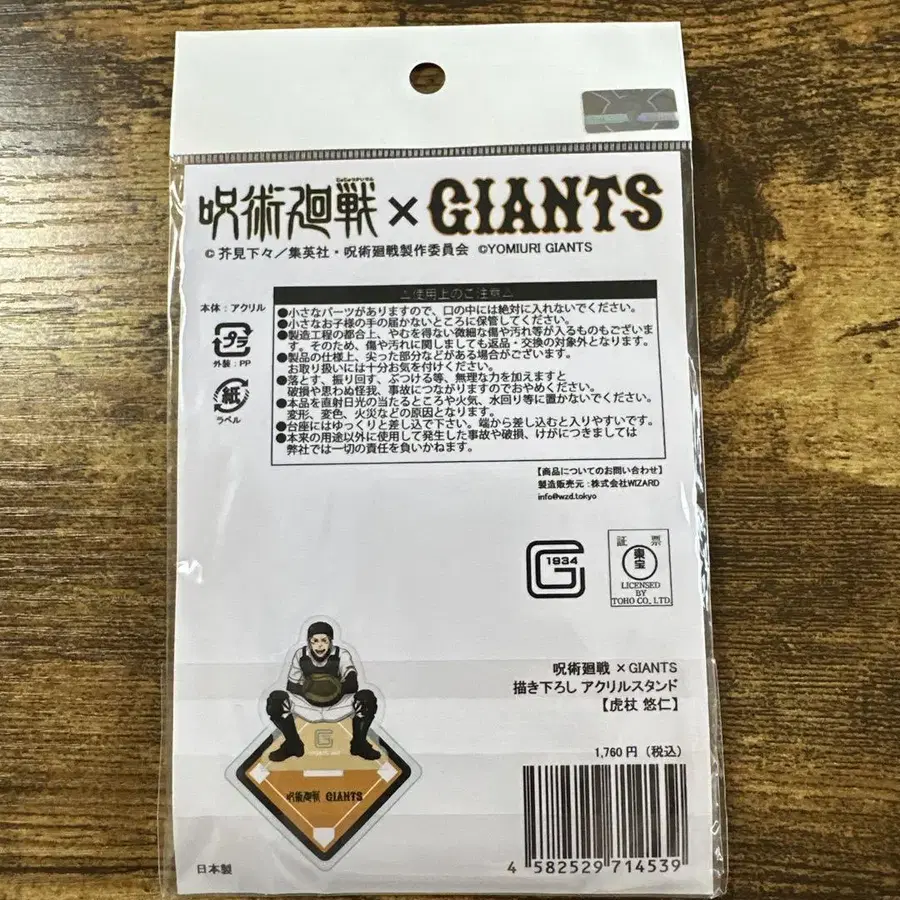 じゅじゅつかいせん
呪術廻戦 × GIANTS
© 芥見下々／集英社・呪術廻戦製作委員会 ©YOMIURI GIANTS
△使用上のご注意△
本体：アクリル
プラ
外装：PP
紙
ラベル
●小さなパーツがありますので、口の中には絶対に入れないでください。
●小さなお子様の手の届かないところに保管してください。
●製造工程の都合上、やむを得ない微細な傷や汚れ等が入るものもございま
す。そのため、傷や汚れに関しましても返品・交換の対象外となります。
●製品の仕様上、尖った部分などがある場合がございます。
お取り扱いには十分お気を付けください。
●落とす、振り回す、ぶつける等、無理な力を加えますと
破損や思わぬ怪我、事故につながりますのでおやめください。
●本品を直射日光の当たるところや火気、水回り等に置かないでください。
変形、変色、火災などの原因となります。
●台座にはゆっくりと差し込で下さい。端から差し込むと入りやすいです。
●本来の用途以外に使用して発生した事故や破損、けがにつきましては
弊社では一切の責任を負いかねます。
【商品についてのお問い合わせ】
製造販売元：株式会社WIZARD
info@wzd.tokyo
G 1934
証 票
東宝
LICENSED
BY
TOHO CO., LTD.
呪術廻戦 × GIANTS
描き下ろし アクリルスタンド
【虎杖 悠仁】
1,760 円（税込）
G
呪術廻戦 GIANTS
4 582529 714539
日本製